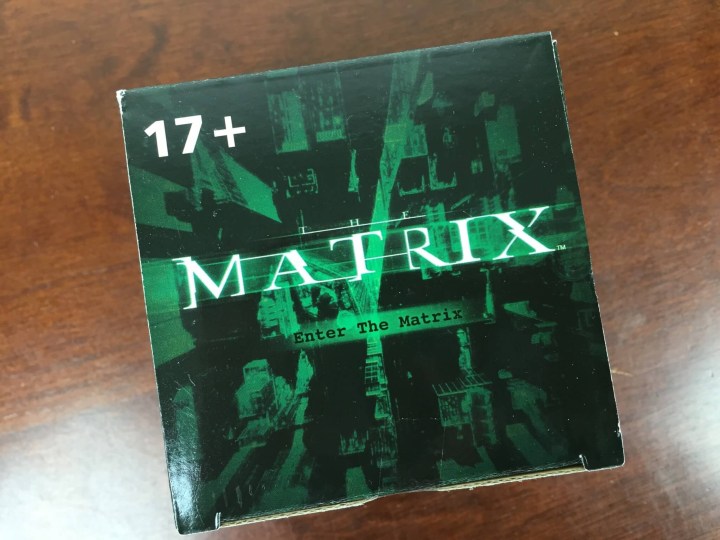 17+
THE
MATRIX™
Enter The Matrix